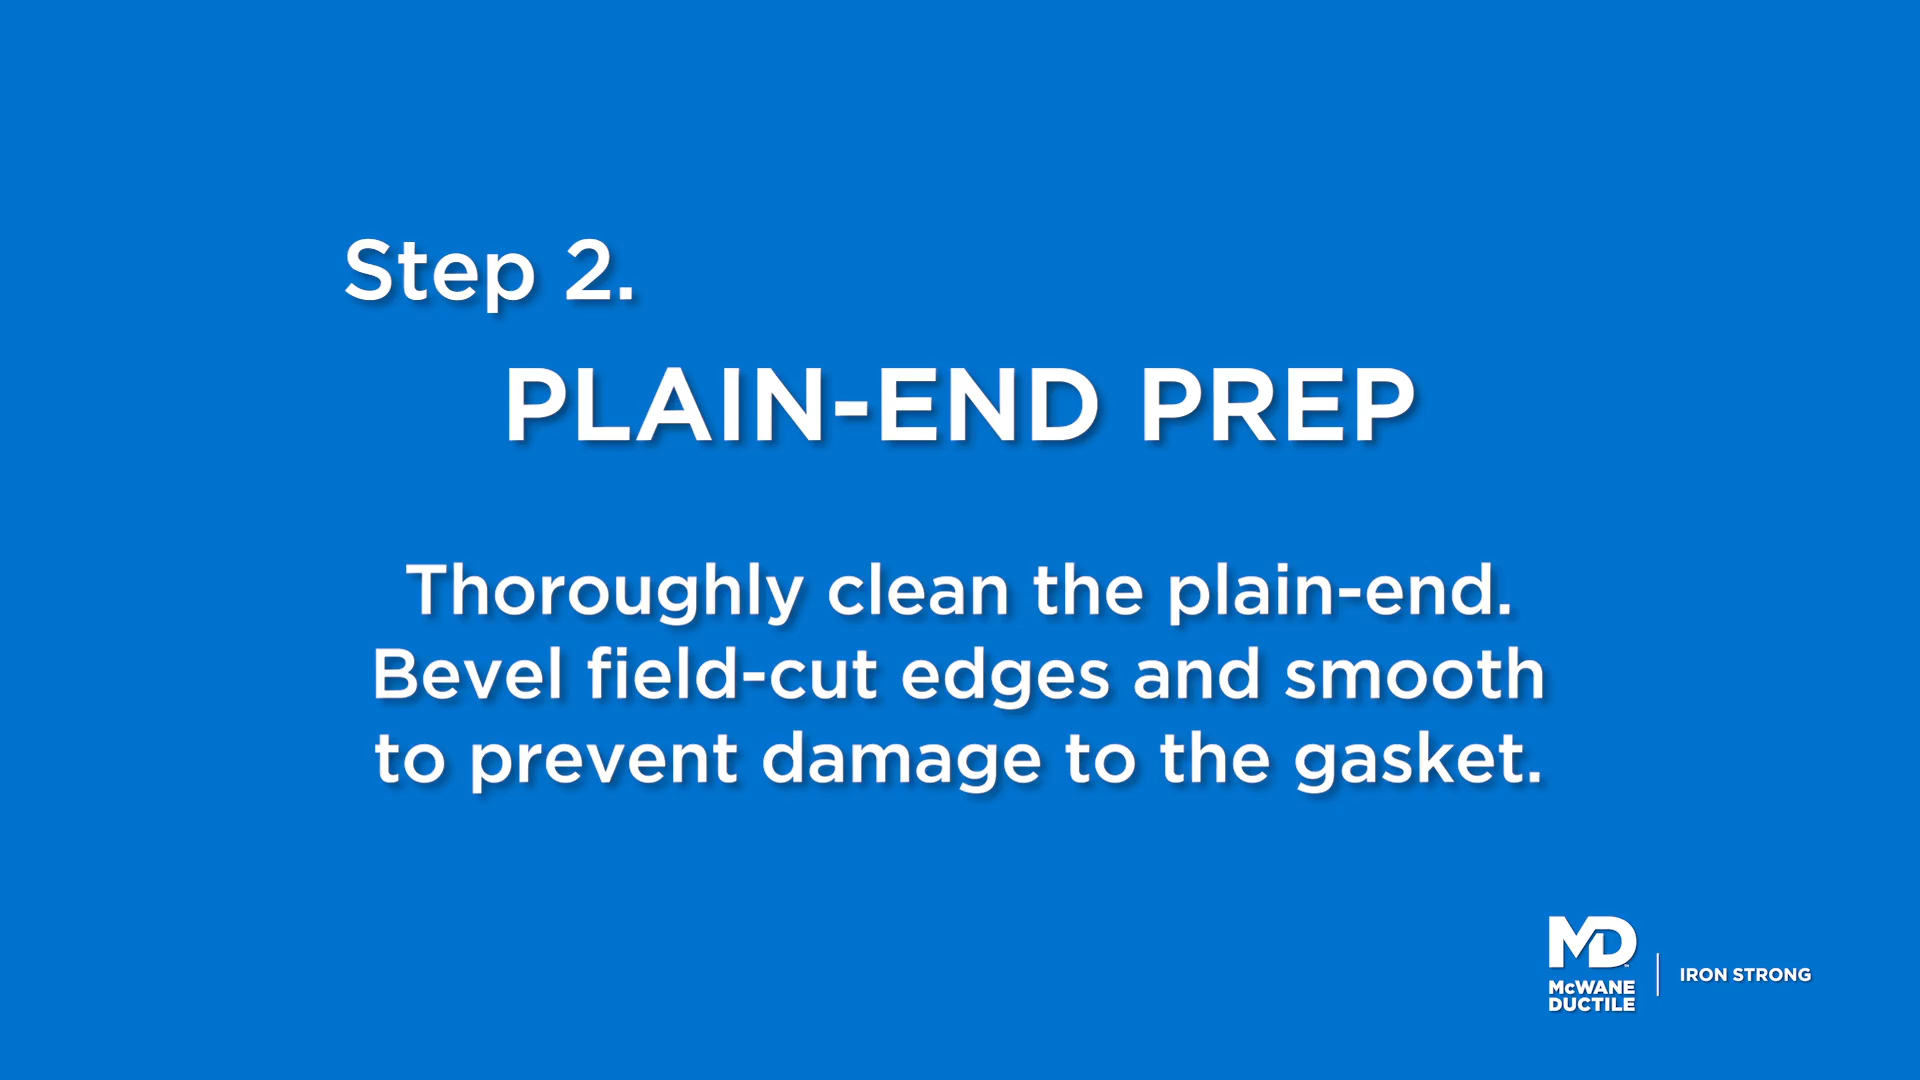 Step 2.
PLAIN-END PREP
Thoroughly clean the plain-end.
Bevel field-cut edges and smooth
to prevent damage to the gasket.
MD
McWANE
DUCTILE
IRON STRONG